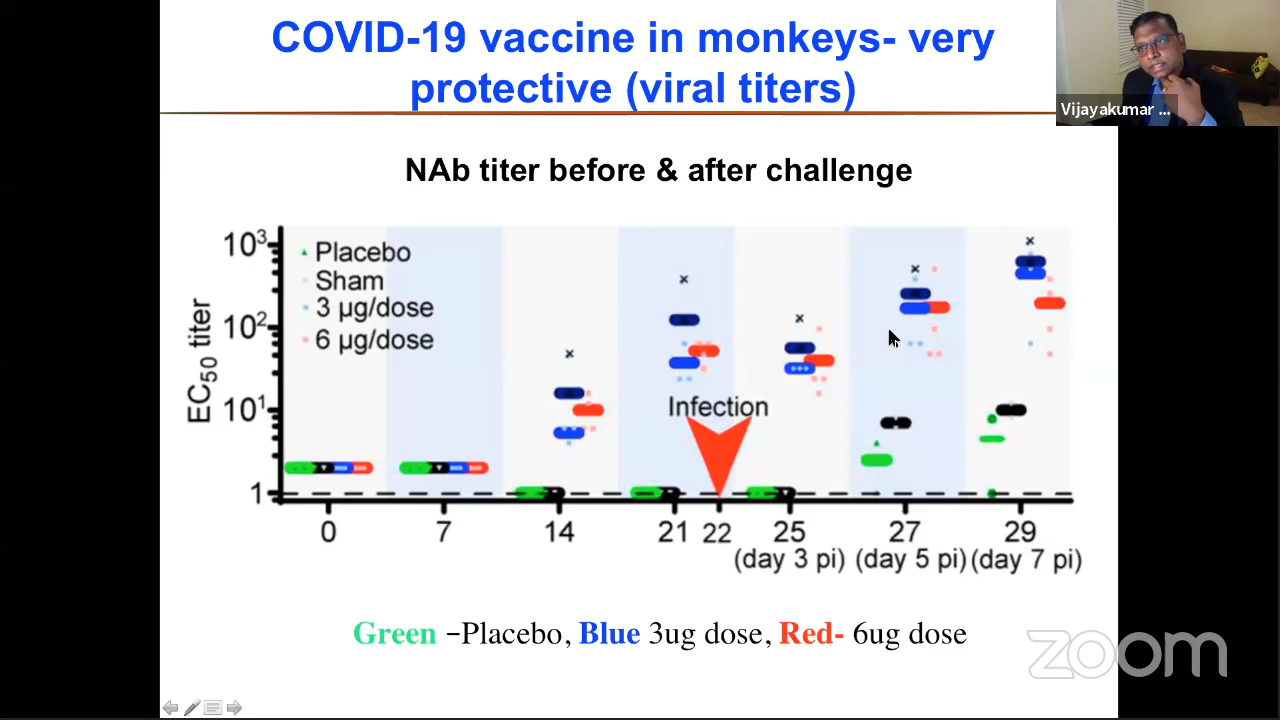 COVID-19 vaccine in monkeys- very
protective (viral titers)
Vijayakumar ...
NAb titer before & after challenge
EC50 titer
10³
10²
10¹
1
Placebo
Sham
3 µg/dose
6 µg/dose
Infection
0 7 14 21 22 25 27 29
(day 3 pi) (day 5 pi) (day 7 pi)
Green –Placebo, Blue 3ug dose, Red- 6ug dose
zoom